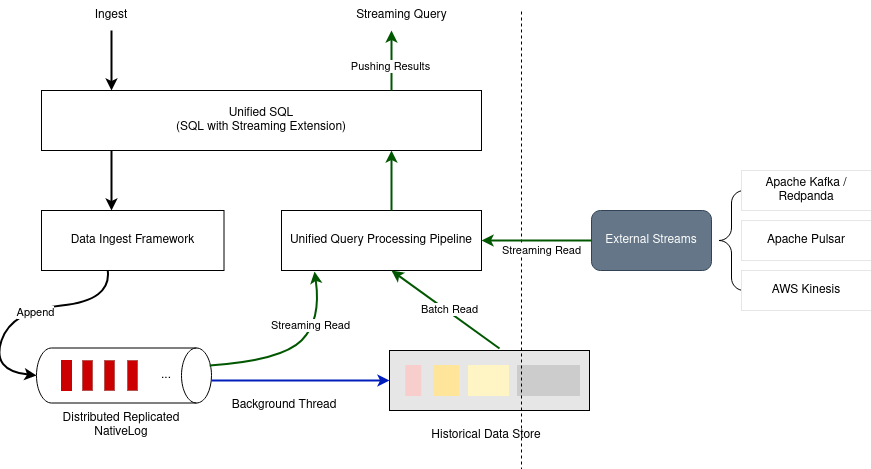 Ingest
Streaming Query
Pushing Results
Unified SQL
(SQL with Streaming Extension)
Data Ingest Framework
Unified Query Processing Pipeline
External Streams
Apache Kafka /
Redpanda
Apache Pulsar
AWS Kinesis
Streaming Read
Append
Streaming Read
Batch Read
...
Background Thread
Distributed Replicated
NativeLog
Historical Data Store